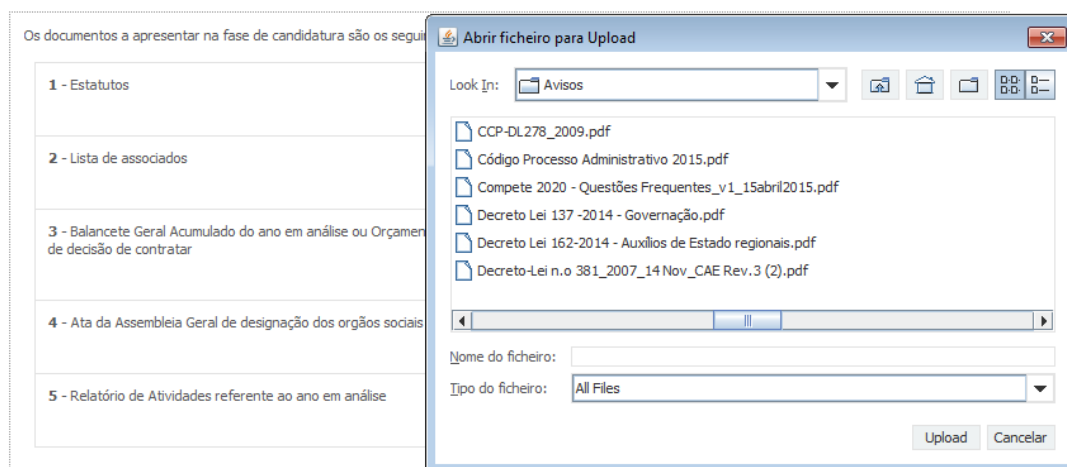 Os documentos a apresentar na fase de candidatura são os
1 - Estatutos
2 - Lista de associados
3 - Balancete Geral Acumulado do ano em análise ou
de decisão de contratar
4 - Ata da Assembleia Geral de designação dos orgãos sociais
5 - Relatório de Atividades referente ao ano em análise
Abrir ficheiro para Upload
Look In: Avisos
CCP-DL278_2009.pdf
Código Processo Administrativo 2015.pdf
Compete 2020 - Questões Frequentes_v1_15abril2015.pdf
Decreto Lei 137 -2014 - Governação.pdf
Decreto Lei 162-2014 - Auxílios de Estado regionais.pdf
Decreto-Lei n.o 381_2007_14 Nov_CAE Rev.3 (2).pdf
Nome do ficheiro:
Tipo do ficheiro: All Files
Upload Cancelar